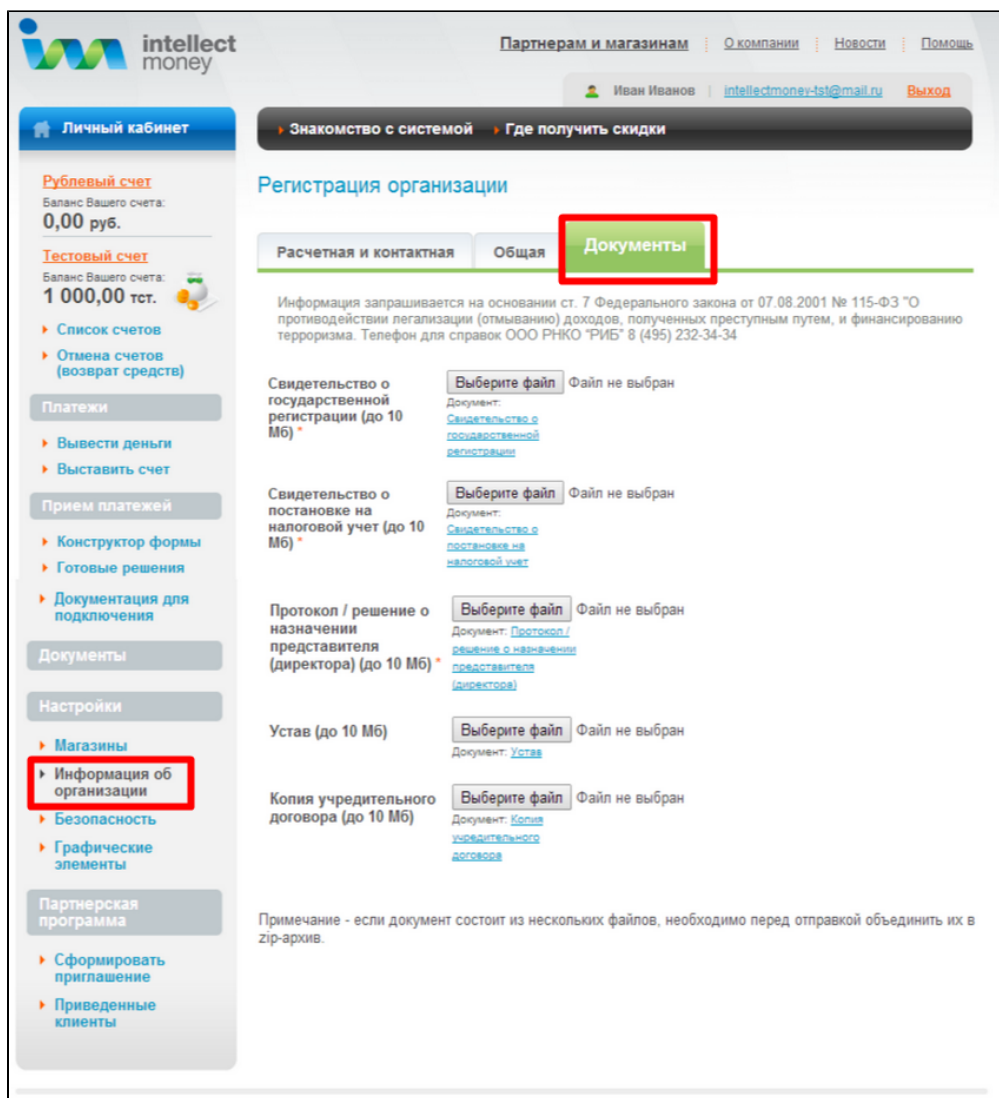 intellect
money
Партнерам и магазинам
О компании
Новости
Помощь
Иван Иванов
intellectmoney-tst@mail.ru
Выход
Личный кабинет
Знакомство с системой
Где получить скидки
Рублевый счет
Баланс Вашего счета:
0,00 руб.
Тестовый счет
Баланс Вашего счета:
1 000,00 тст.
Список счетов
Отмена счетов
(возврат средств)
Платежи
Вывести деньги
Выставить счет
Прием платежей
Конструктор формы
Готовые решения
Документация для
подключения
Документы
Настройки
Магазины
Информация об
организации
Безопасность
Графические
элементы
Партнерская
программа
Сформировать
приглашение
Приведенные
клиенты
Регистрация организации
Расчетная и контактная
Общая
Документы
Информация запрашивается на основании ст. 7 Федерального закона от 07.08.2001 № 115-ФЗ "О
противодействии легализации (отмыванию) доходов, полученных преступным путем, и финансированию
терроризма. Телефон для справок ООО РНКО "РИБ" 8 (495) 232-34-34
Свидетельство о
государственной
регистрации (до 10
Мб) *
Выберите файл Файл не выбран
Документ:
Свидетельство о
государственной
регистрации
Свидетельство о
постановке на
налоговой учет (до 10
Мб) *
Выберите файл Файл не выбран
Документ:
Свидетельство о
постановке на
налоговой учет
Протокол / решение о
назначении
представителя
(директора) (до 10 Мб) *
Выберите файл Файл не выбран
Документ: Протокол /
решение о назначении
представителя
(директора)
Устав (до 10 Мб)
Выберите файл Файл не выбран
Документ: Устав
Копия учредительного
договора (до 10 Мб)
Выберите файл Файл не выбран
Документ: Копия
учредительного
договора
Примечание - если документ состоит из нескольких файлов, необходимо перед отправкой объединить их в
zip-архив.